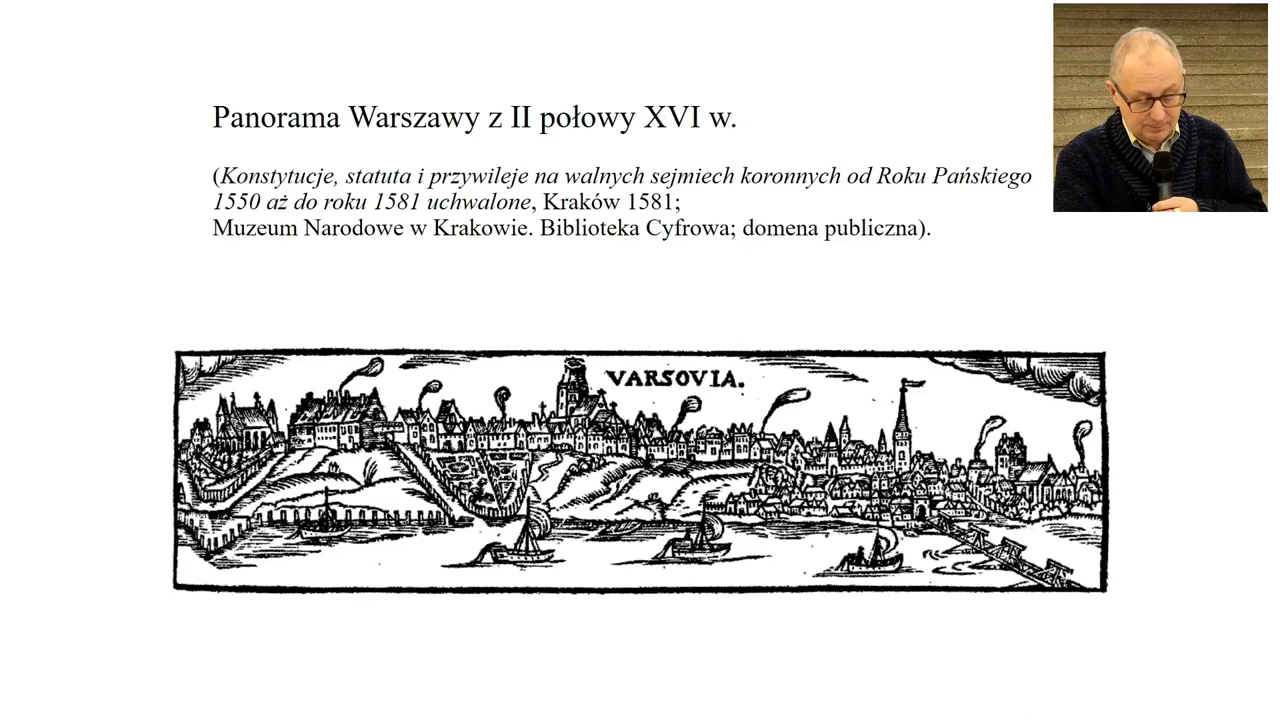 Panorama Warszawy z II połowy XVI w.
(Konstytucje, statuta i przywileje na walnych sejmiech koronnych od Roku Pańskiego
1550 aż do roku 1581 uchwalone, Kraków 1581;
Muzeum Narodowe w Krakowie. Biblioteka Cyfrowa; domena publiczna).
VARSOVIA.